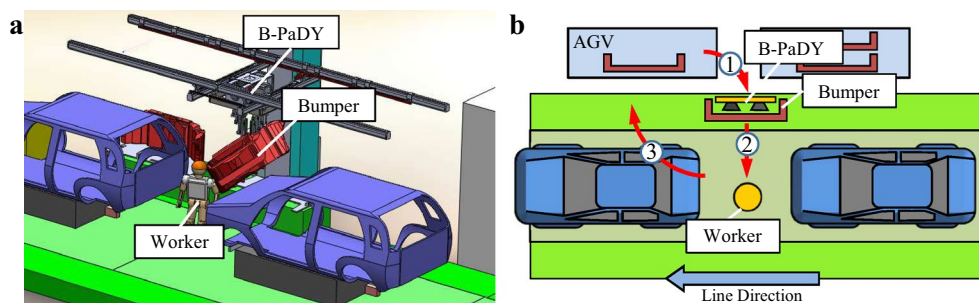 a
B-PaDY
Bumper
Worker
b
AGV
B-PaDY
1
Bumper
2
3
Worker
Line Direction